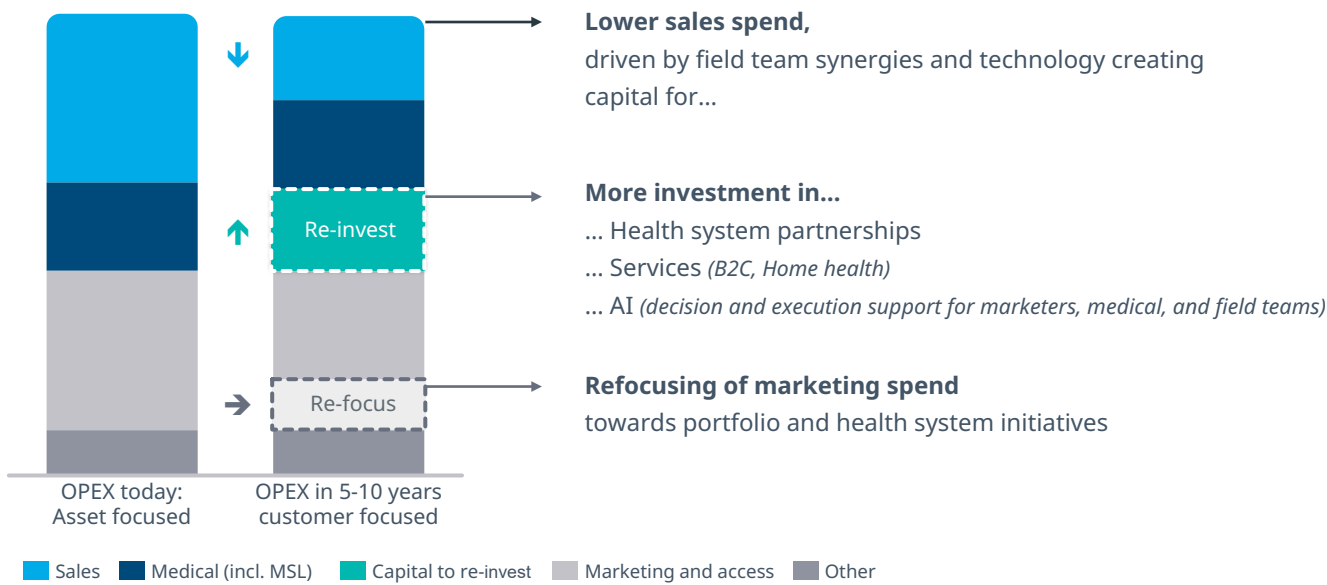 Lower sales spend,
driven by field team synergies and technology creating
capital for...
Re-invest
More investment in...
... Health system partnerships
... Services (B2C, Home health)
... AI (decision and execution support for marketers, medical, and field teams)
Re-focus
Refocusing of marketing spend
towards portfolio and health system initiatives
OPEX today:
Asset focused
OPEX in 5-10 years
customer focused
Sales
Medical (incl. MSL)
Capital to re-invest
Marketing and access
Other